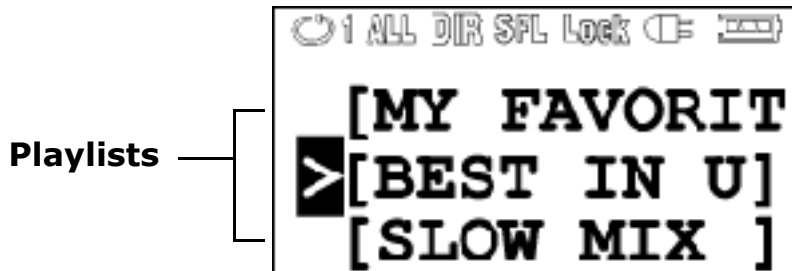 1 ALL DIR SFL Lock
[MY FAVORIT
Playlists
>[BEST IN U]
[SLOW MIX ]